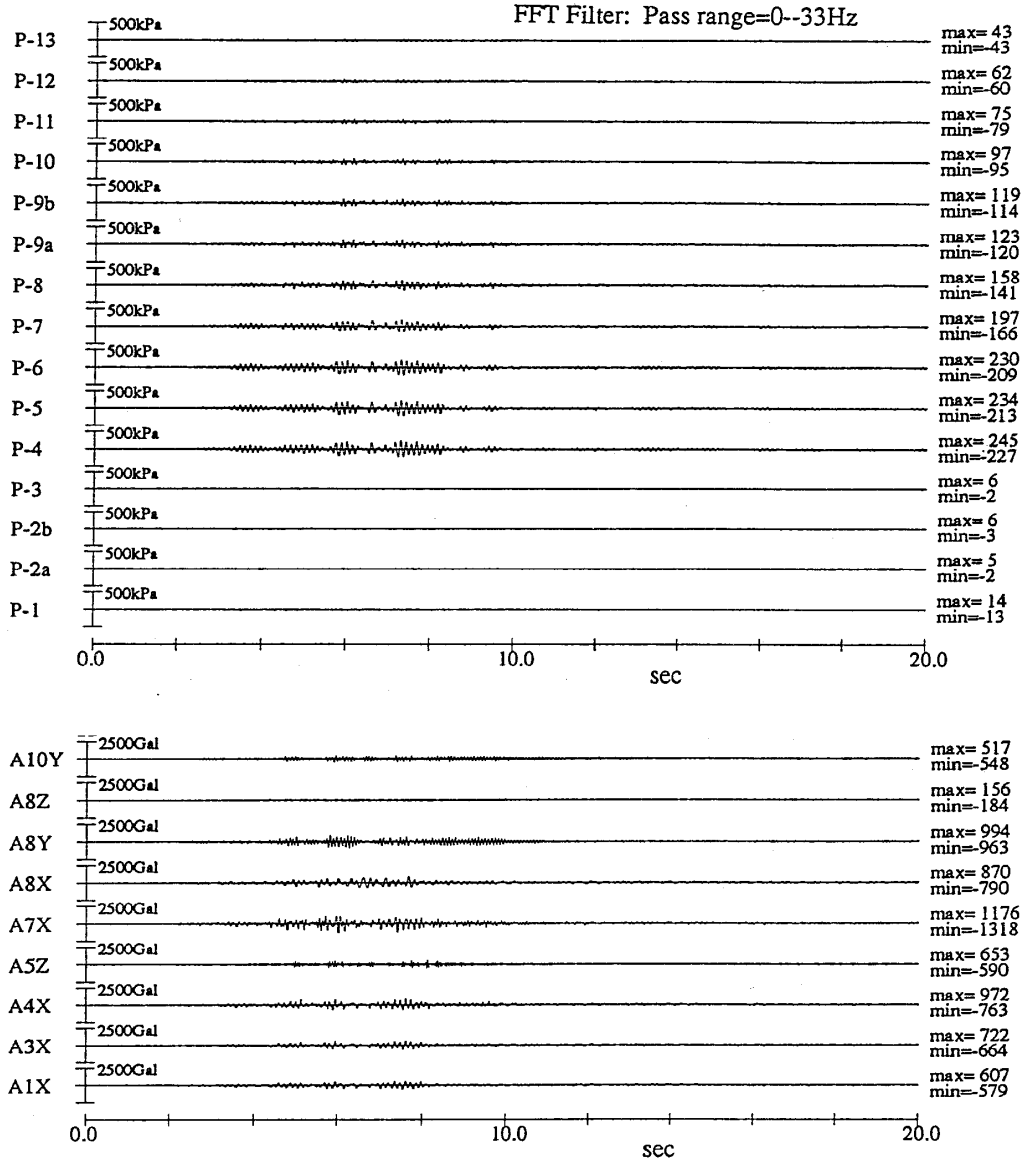 FFT Filter: Pass range=0--33Hz
P-13 500kPa max= 43
min=-43
P-12 500kPa max= 62
min=-60
P-11 500kPa max= 75
min=-79
P-10 500kPa max= 97
min=-95
P-9b 500kPa max= 119
min=-114
P-9a 500kPa max= 123
min=-120
P-8 500kPa max= 158
min=-141
P-7 500kPa max= 197
min=-166
P-6 500kPa max= 230
min=-209
P-5 500kPa max= 234
min=-213
P-4 500kPa max= 245
min=-227
P-3 500kPa max= 6
min=-2
P-2b 500kPa max= 6
min=-3
P-2a 500kPa max= 5
min=-2
P-1 500kPa max= 14
min=-13
0.0 10.0 20.0
sec
A10Y 2500Gal max= 517
min=-548
A8Z 2500Gal max= 156
min=-184
A8Y 2500Gal max= 994
min=-963
A8X 2500Gal max= 870
min=-790
A7X 2500Gal max= 1176
min=-1318
A5Z 2500Gal max= 653
min=-590
A4X 2500Gal max= 972
min=-763
A3X 2500Gal max= 722
min=-664
A1X 2500Gal max= 607
min=-579
0.0 10.0 20.0
sec